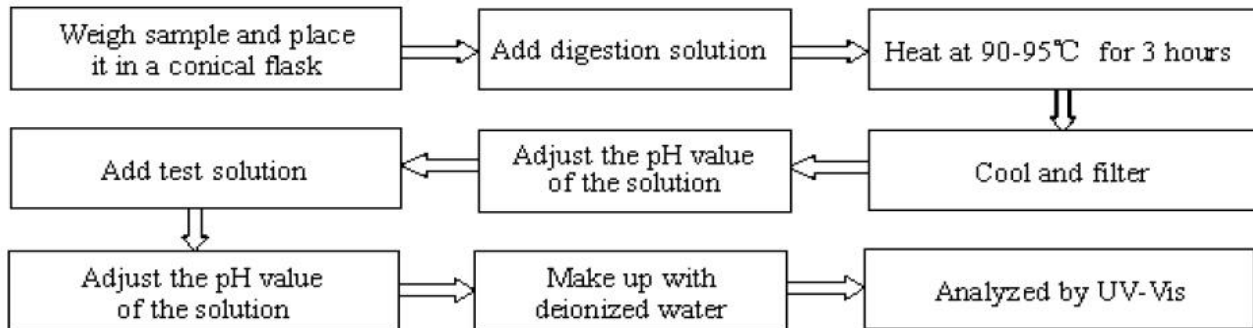 Weigh sample and place
it in a conical flask
Add digestion solution
Heat at 90-95℃ for 3 hours
Cool and filter
Adjust the pH value
of the solution
Add test solution
Adjust the pH value
of the solution
Make up with
deionized water
Analyzed by UV-Vis